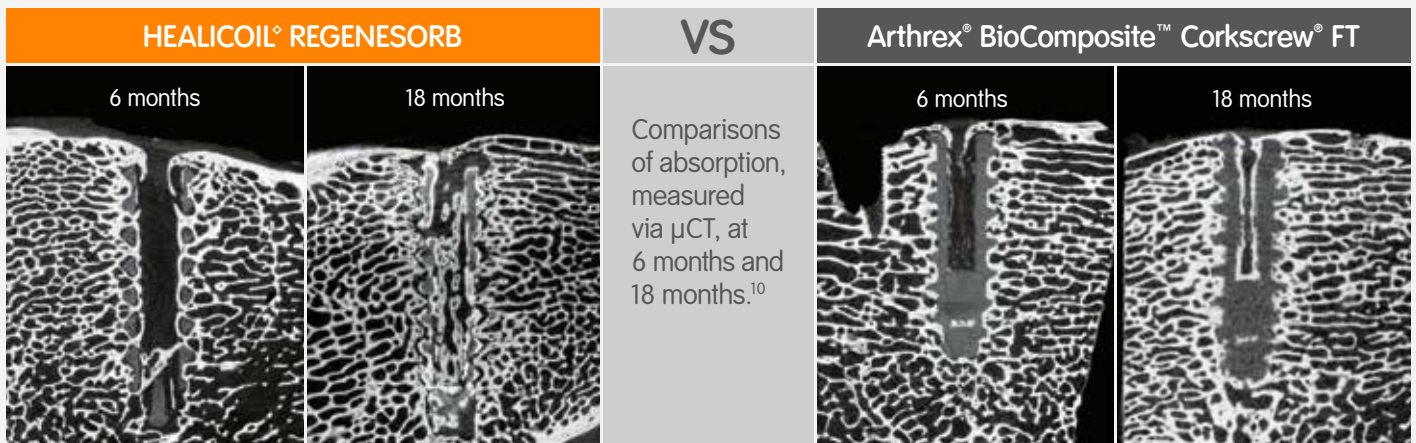 HEALICOIL◊ REGENESORB
VS
Arthrex® BioComposite™ Corkscrew® FT
6 months
18 months
Comparisons
of absorption,
measured
via µCT, at
6 months and
18 months.¹⁰
6 months
18 months